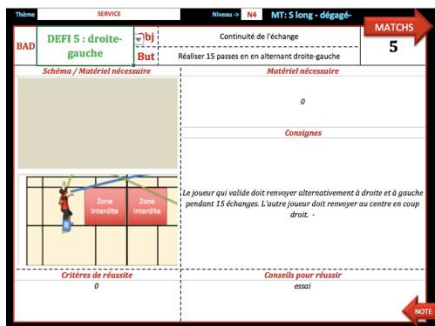 Thème SERVICE Niveau -> N4 MT: S long - dégagé-
MATCHS
5
BAD
DEFI 5 : droite-
gauche
Obj
Continuité de l'échange
But
Réaliser 15 passes en en alternant droite-gauche
Schéma / Matériel nécessaire
Matériel nécessaire
0
Consignes
Le joueur qui valide doit renvoyer alternativement à droite et à gauche
pendant 15 échanges. L'autre joueur doit renvoyer au centre en coup
droit. -
Zone
Interdite
Zone
Interdite
Critères de réussite
0
Conseils pour réussir
essai
NOTE